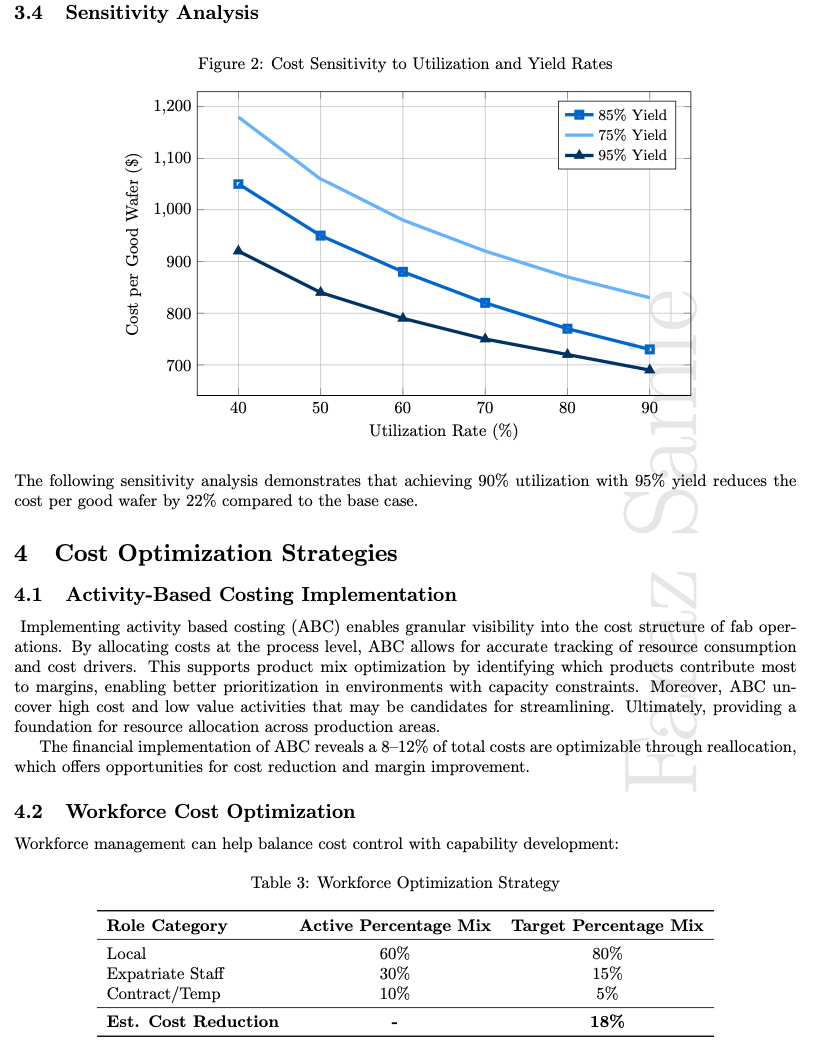 3.4 Sensitivity Analysis
Figure 2: Cost Sensitivity to Utilization and Yield Rates
1,200
1,100
1,000
900
800
700
Cost per Good Wafer ($)
85% Yield
75% Yield
95% Yield
40 50 60 70 80 90
Utilization Rate (%)
The following sensitivity analysis demonstrates that achieving 90% utilization with 95% yield reduces the
cost per good wafer by 22% compared to the base case.
4 Cost Optimization Strategies
4.1 Activity-Based Costing Implementation
Implementing activity based costing (ABC) enables granular visibility into the cost structure of fab oper-
ations. By allocating costs at the process level, ABC allows for accurate tracking of resource consumption
and cost drivers. This supports product mix optimization by identifying which products contribute most
to margins, enabling better prioritization in environments with capacity constraints. Moreover, ABC un-
cover high cost and low value activities that may be candidates for streamlining. Ultimately, providing a
foundation for resource allocation across production areas.
The financial implementation of ABC reveals a 8–12% of total costs are optimizable through reallocation,
which offers opportunities for cost reduction and margin improvement.
4.2 Workforce Cost Optimization
Workforce management can help balance cost control with capability development:
Table 3: Workforce Optimization Strategy
Role Category Active Percentage Mix Target Percentage Mix
Local 60% 80%
Expatriate Staff 30% 15%
Contract/Temp 10% 5%
Est. Cost Reduction - 18%